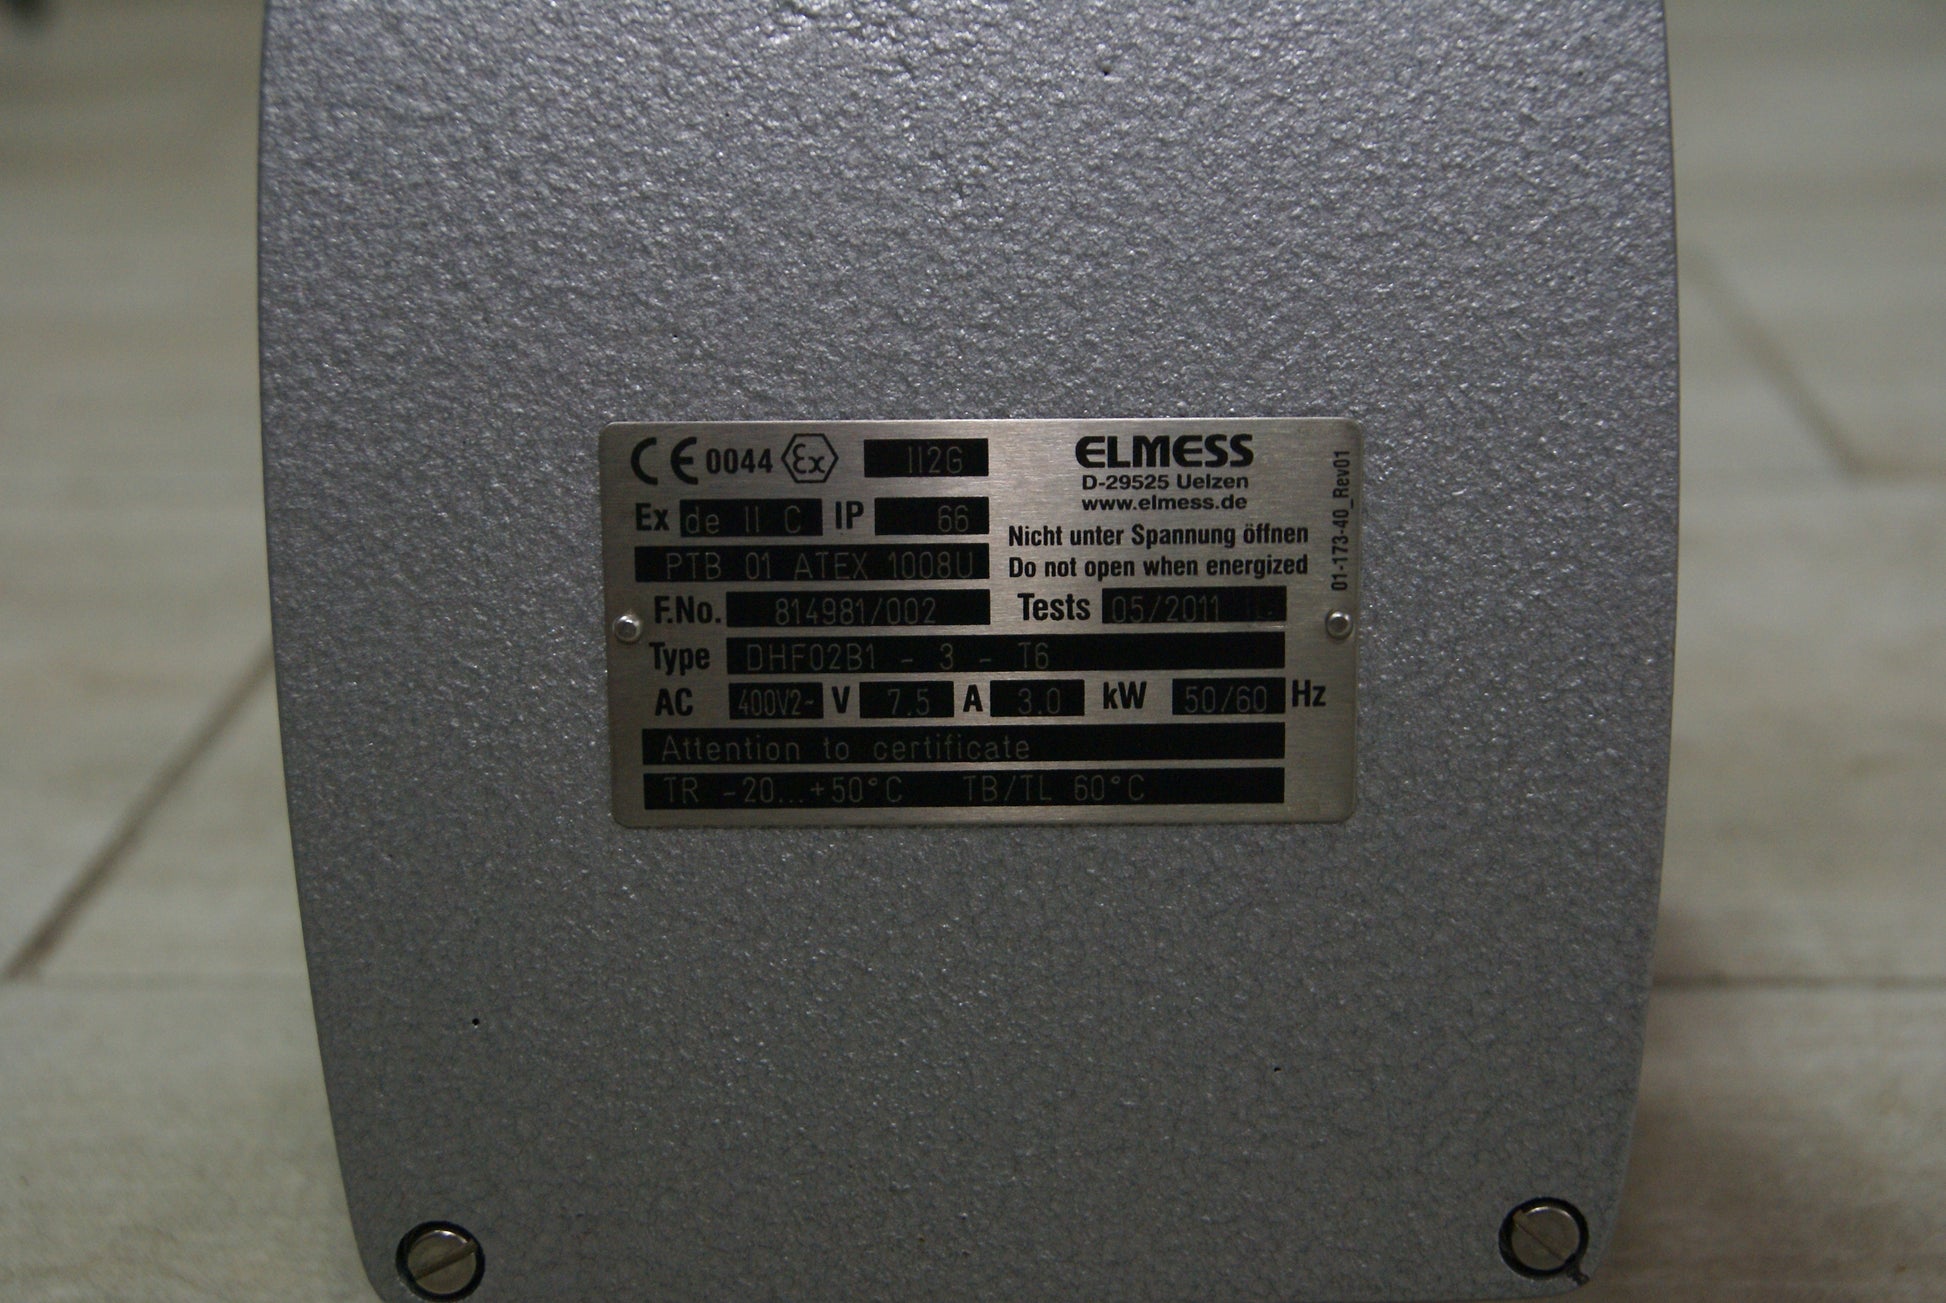 CE 0044 Ex II2G
Ex de II C IP 66
PTB 01 ATEX 1008U
F.No. 814981/002
ELMESS
D-29525 Uelzen
www.elmess.de
Nicht unter Spannung öffnen
Do not open when energized
Tests 05/2011
Type DHF02B1 - 3 - T6
AC 400V2~ V 7.5 A 3.0 kW 50/60 Hz
Attention to certificate
TR -20...+50°C TB/TL 60°C
01-173-40_Rev01